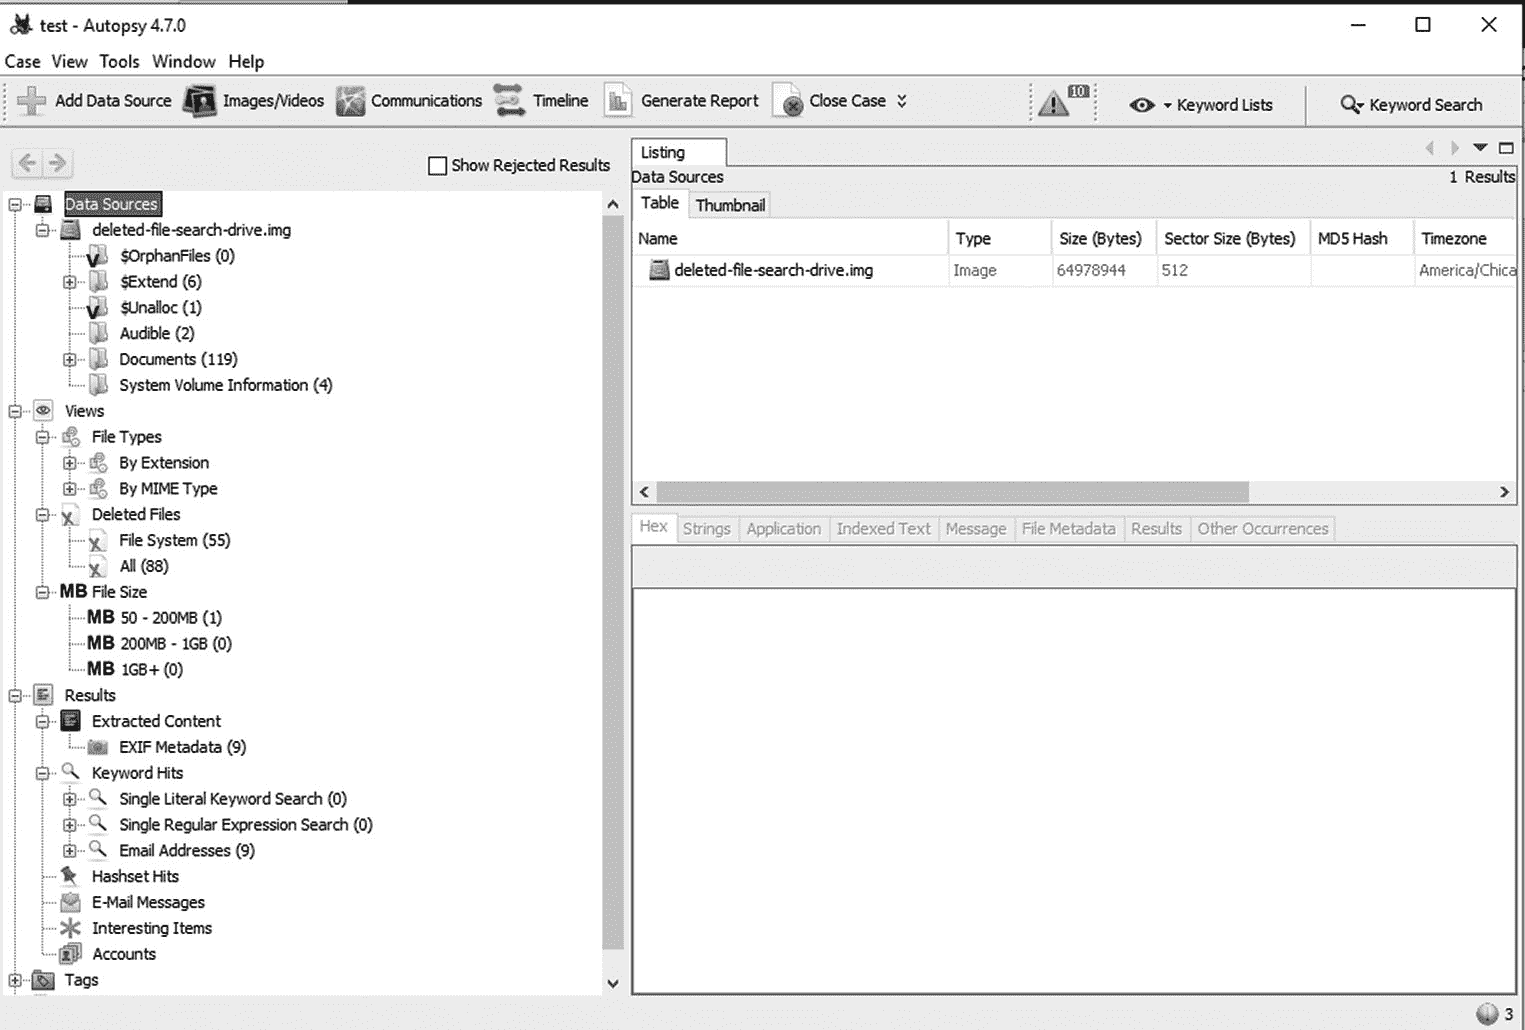 test - Autopsy 4.7.0
Case View Tools Window Help
Add Data Source Images/Videos Communications Timeline Generate Report Close Case 10 Keyword Lists Keyword Search
Show Rejected Results
Data Sources
deleted-file-search-drive.img
$OrphanFiles (0)
$Extend (6)
$Unalloc (1)
Audible (2)
Documents (119)
System Volume Information (4)
Views
File Types
By Extension
By MIME Type
Deleted Files
File System (55)
All (88)
MB File Size
MB 50 - 200MB (1)
MB 200MB - 1GB (0)
MB 1GB+ (0)
Results
Extracted Content
EXIF Metadata (9)
Keyword Hits
Single Literal Keyword Search (0)
Single Regular Expression Search (0)
Email Addresses (9)
Hashset Hits
E-Mail Messages
Interesting Items
Accounts
Tags
Listing
Data Sources 1 Results
Table Thumbnail
Name Type Size (Bytes) Sector Size (Bytes) MD5 Hash Timezone
deleted-file-search-drive.img Image 64978944 512 America/Chica
Hex Strings Application Indexed Text Message File Metadata Results Other Occurrences
3